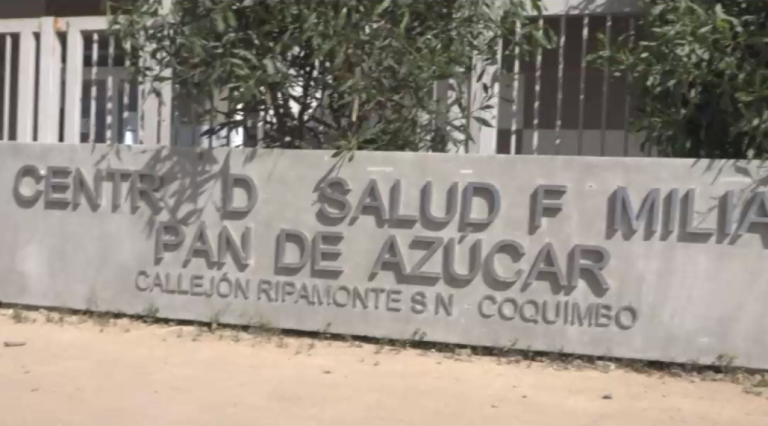 CENTR D SALUD F MILIA
PAN DE AZÚCAR
CALLEJÓN RIPAMONTE S N COQUIMBO